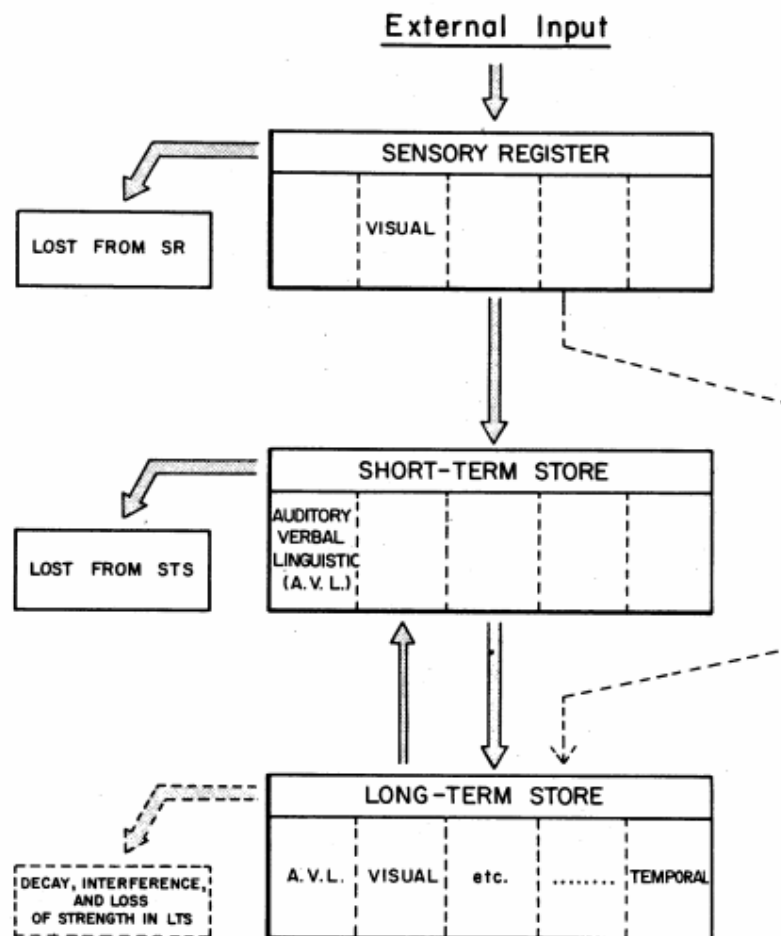 External Input
SENSORY REGISTER
VISUAL
LOST FROM SR
SHORT-TERM STORE
AUDITORY
VERBAL
LINGUISTIC
(A.V.L.)
LOST FROM STS
LONG-TERM STORE
A.V.L. VISUAL etc. ........ TEMPORAL
DECAY, INTERFERENCE,
AND LOSS
OF STRENGTH IN LTS